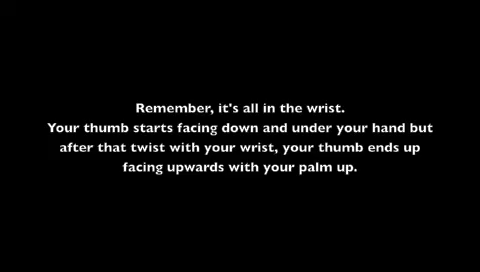 Remember, it's all in the wrist.
Your thumb starts facing down and under your hand but
after that twist with your wrist, your thumb ends up
facing upwards with your palm up.